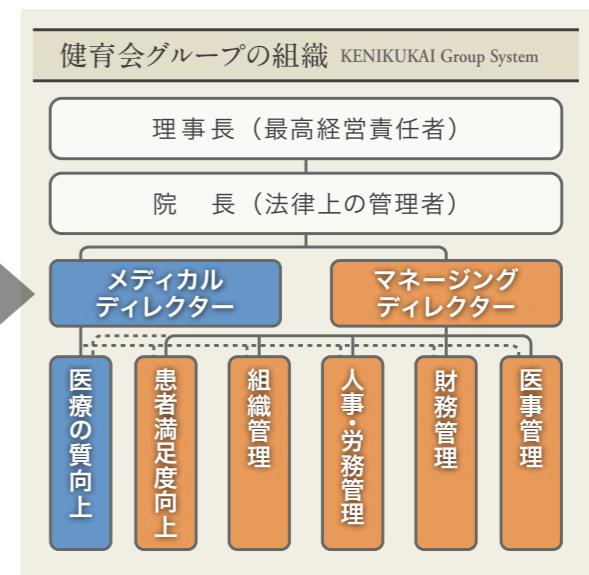 健育会グループの組織 KENIKUKAI Group System
理事長（最高経営責任者）
院　長（法律上の管理者）
メディカル
ディレクター
マネージング
ディレクター
医療の質向上
患者満足度向上
組織管理
人事・労務管理
財務管理
医事管理